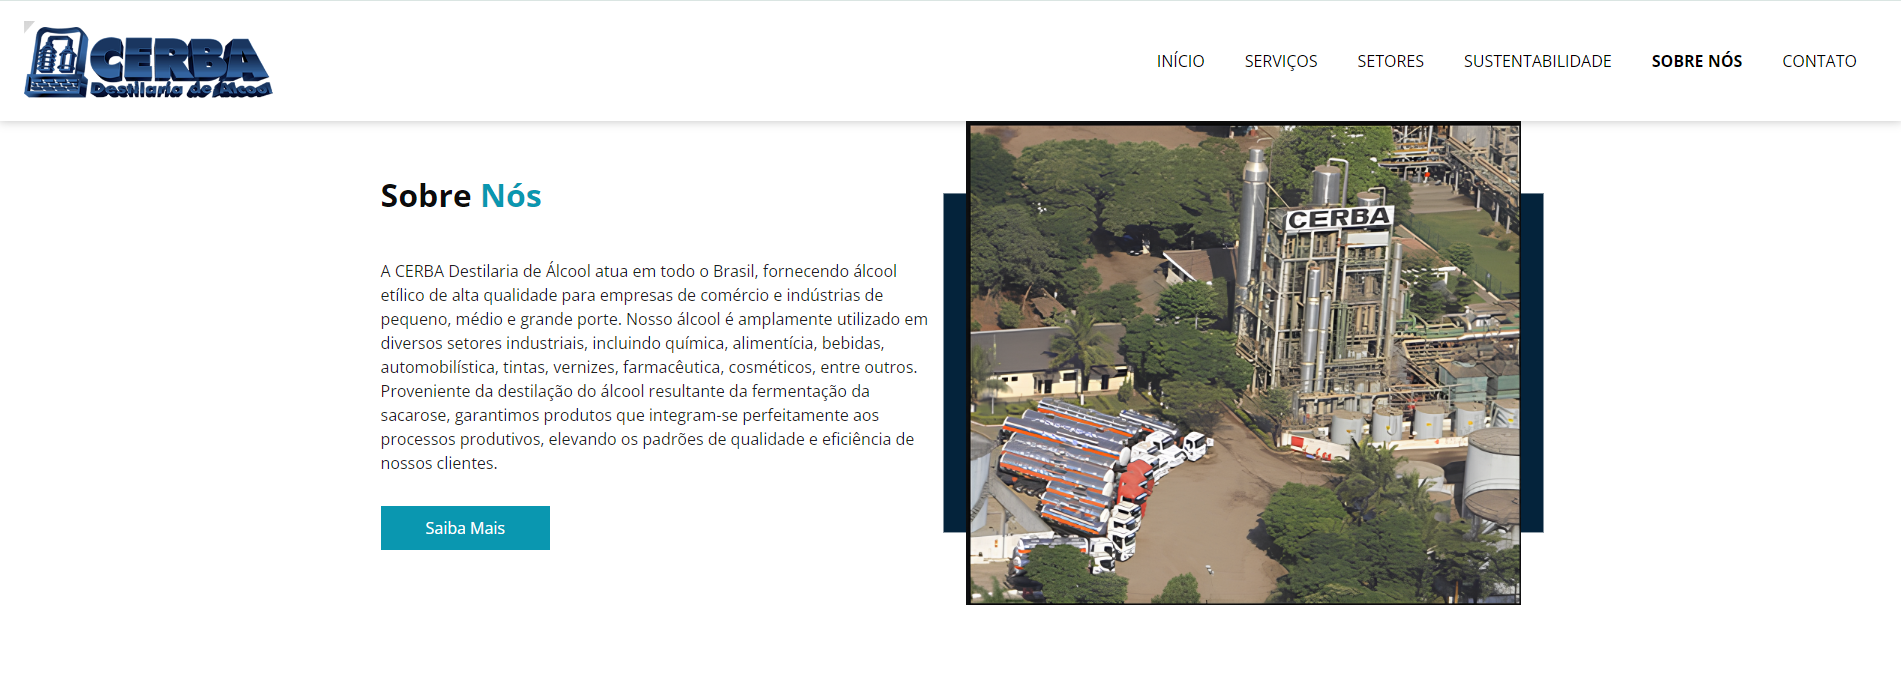 CERBA
Destilaria de Álcool
INÍCIO
SERVIÇOS
SETORES
SUSTENTABILIDADE
SOBRE NÓS
CONTATO
Sobre Nós
A CERBA Destilaria de Álcool atua em todo o Brasil, fornecendo álcool
etílico de alta qualidade para empresas de comércio e indústrias de
pequeno, médio e grande porte. Nosso álcool é amplamente utilizado em
diversos setores industriais, incluindo química, alimentícia, bebidas,
automobilística, tintas, vernizes, farmacêutica, cosméticos, entre outros.
Proveniente da destilação do álcool resultante da fermentação da
sacarose, garantimos produtos que integram-se perfeitamente aos
processos produtivos, elevando os padrões de qualidade e eficiência de
nossos clientes.
Saiba Mais
CERBA